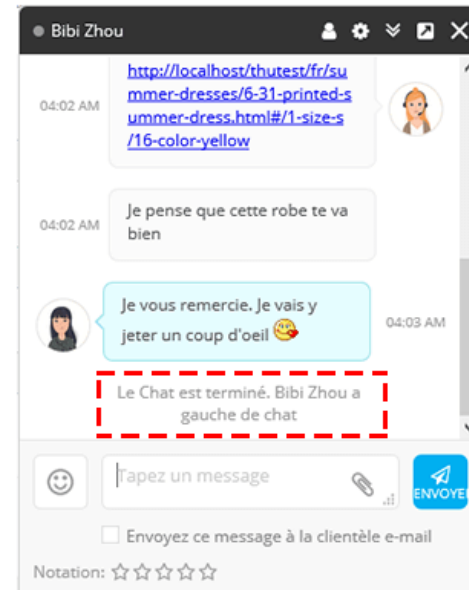 Bibi Zhou
http://localhost/thutest/fr/su
mmer-dresses/6-31-printed-s
ummer-dress.html#/1-size-s
/16-color-yellow
04:02 AM
Je pense que cette robe te va
bien
04:02 AM
Je vous remercie. Je vais y
jeter un coup d'oeil
04:03 AM
Le Chat est terminé. Bibi Zhou a
gauche de chat
Tapez un message
ENVOYER
Envoyez ce message à la clientèle e-mail
Notation: